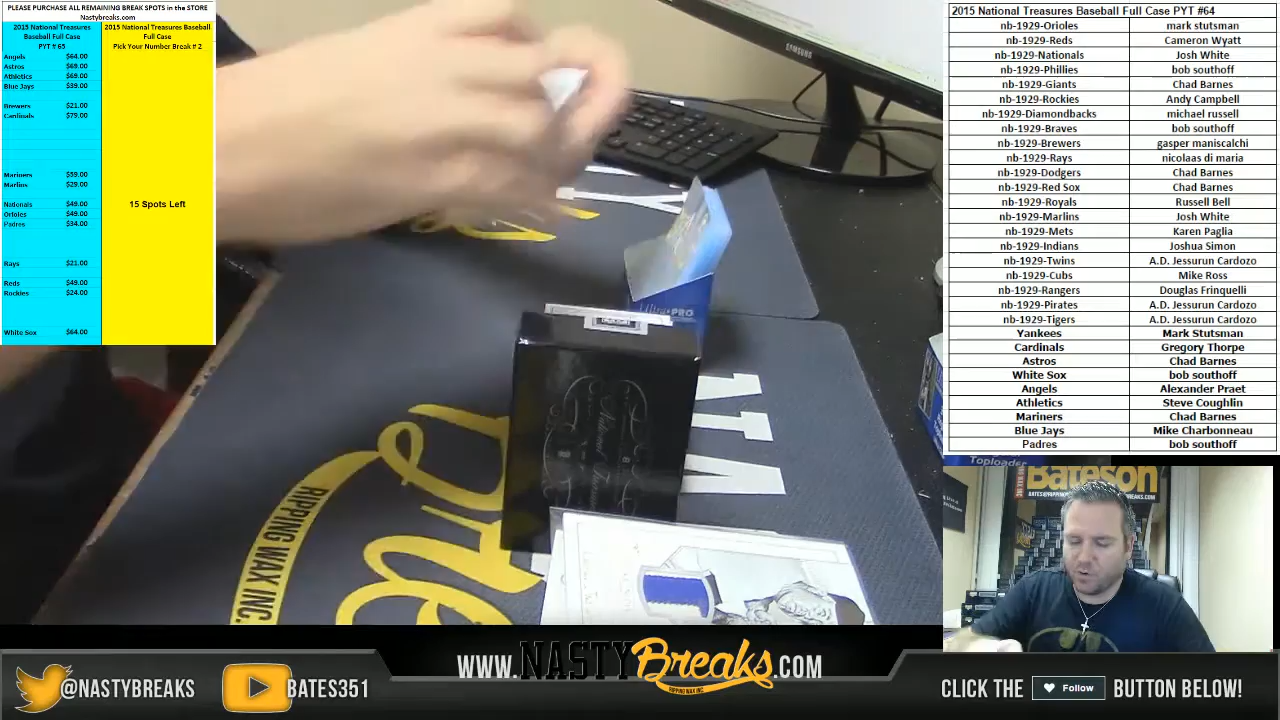 PLEASE PURCHASE ALL REMAINING BREAK SPOTS in the STORE
Nastybreaks.com
2015 National Treasures Baseball
Full Case
PYT # 65
Angels $64.00
Astros $69.00
Athletics $69.00
Blue Jays $39.00
Brewers $21.00
Cardinals $79.00
Mariners $59.00
Marlins $29.00
Nationals $49.00
Orioles $49.00
Padres $34.00
Rays $21.00
Reds $49.00
Rockies $24.00
White Sox $64.00
2015 National Treasures Baseball
Full Case
Pick Your Number Break # 2
15 Spots Left
SAMSUNG
Ultra PRO
RIPPING WAX INC.
2015 National Treasures Baseball Full Case PYT #64
nb-1929-Orioles mark stutsman
nb-1929-Reds Cameron Wyatt
nb-1929-Nationals Josh White
nb-1929-Phillies bob southoff
nb-1929-Giants Chad Barnes
nb-1929-Rockies Andy Campbell
nb-1929-Diamondbacks michael russell
nb-1929-Braves bob southoff
nb-1929-Brewers gasper maniscalchi
nb-1929-Rays nicolaas di maria
nb-1929-Dodgers Chad Barnes
nb-1929-Red Sox Chad Barnes
nb-1929-Royals Russell Bell
nb-1929-Marlins Josh White
nb-1929-Mets Karen Paglia
nb-1929-Indians Joshua Simon
nb-1929-Twins A.D. Jessurun Cardozo
nb-1929-Cubs Mike Ross
nb-1929-Rangers Douglas Frinquelli
nb-1929-Pirates A.D. Jessurun Cardozo
nb-1929-Tigers A.D. Jessurun Cardozo
Yankees Mark Stutsman
Cardinals Gregory Thorpe
Astros Chad Barnes
White Sox bob southoff
Angels Alexander Praet
Athletics Steve Coughlin
Mariners Chad Barnes
Blue Jays Mike Charbonneau
Padres bob southoff
Toploader
Bateson
@NASTYBREAKS
BATES351
WWW.NASTYBreaks.COM
RIPPING WAX INC.
CLICK THE Follow BUTTON BELOW!